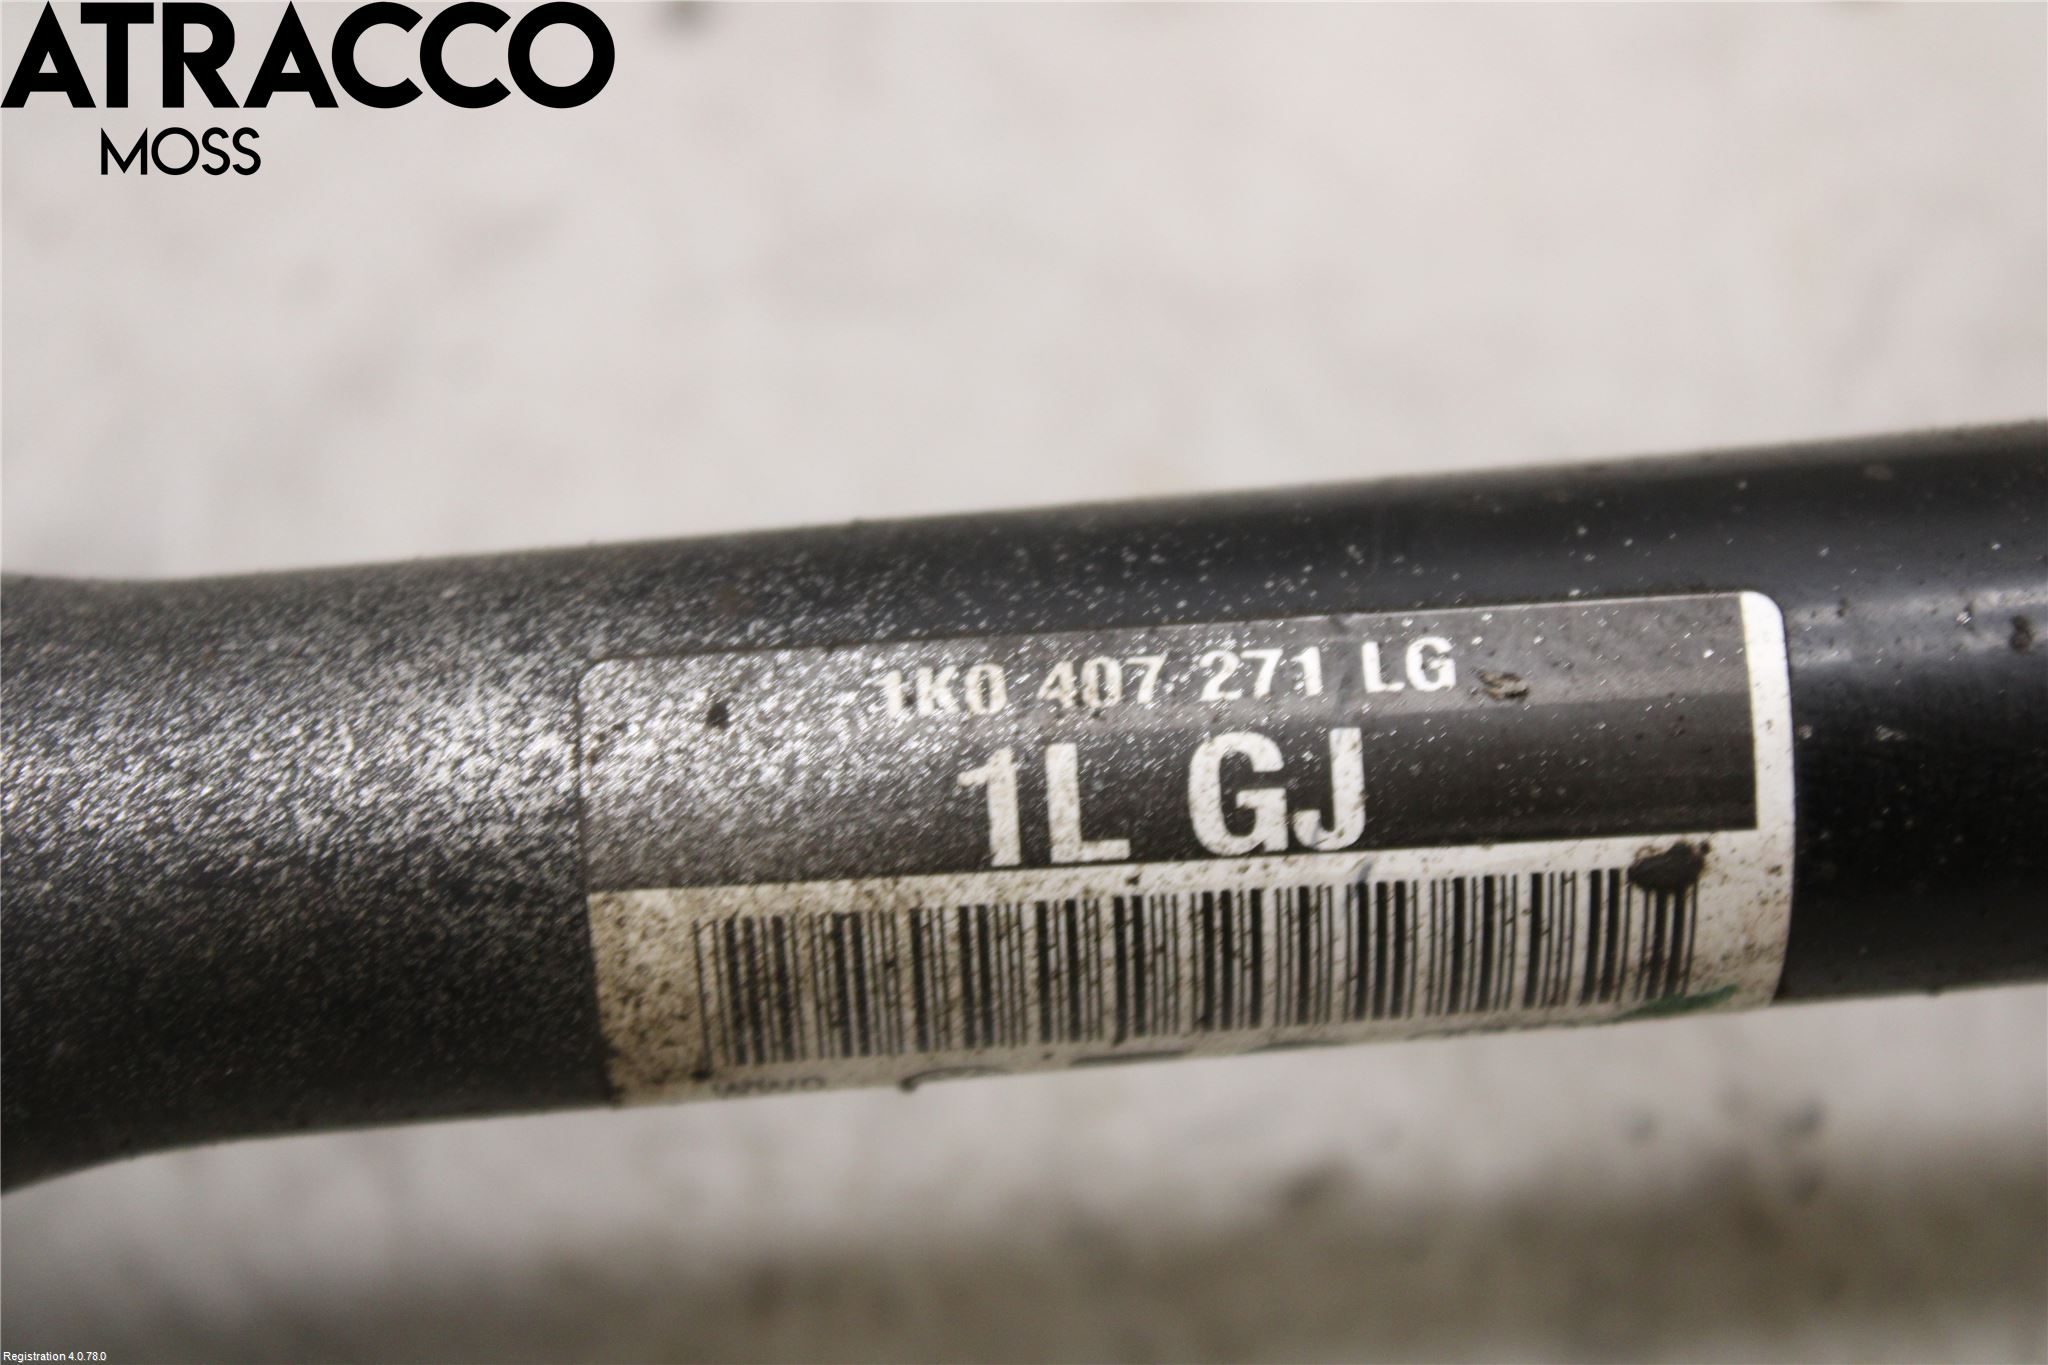 ATRACCO
MOSS
1K0 407 271 LG
1L GJ
Registration 4.0.78.0